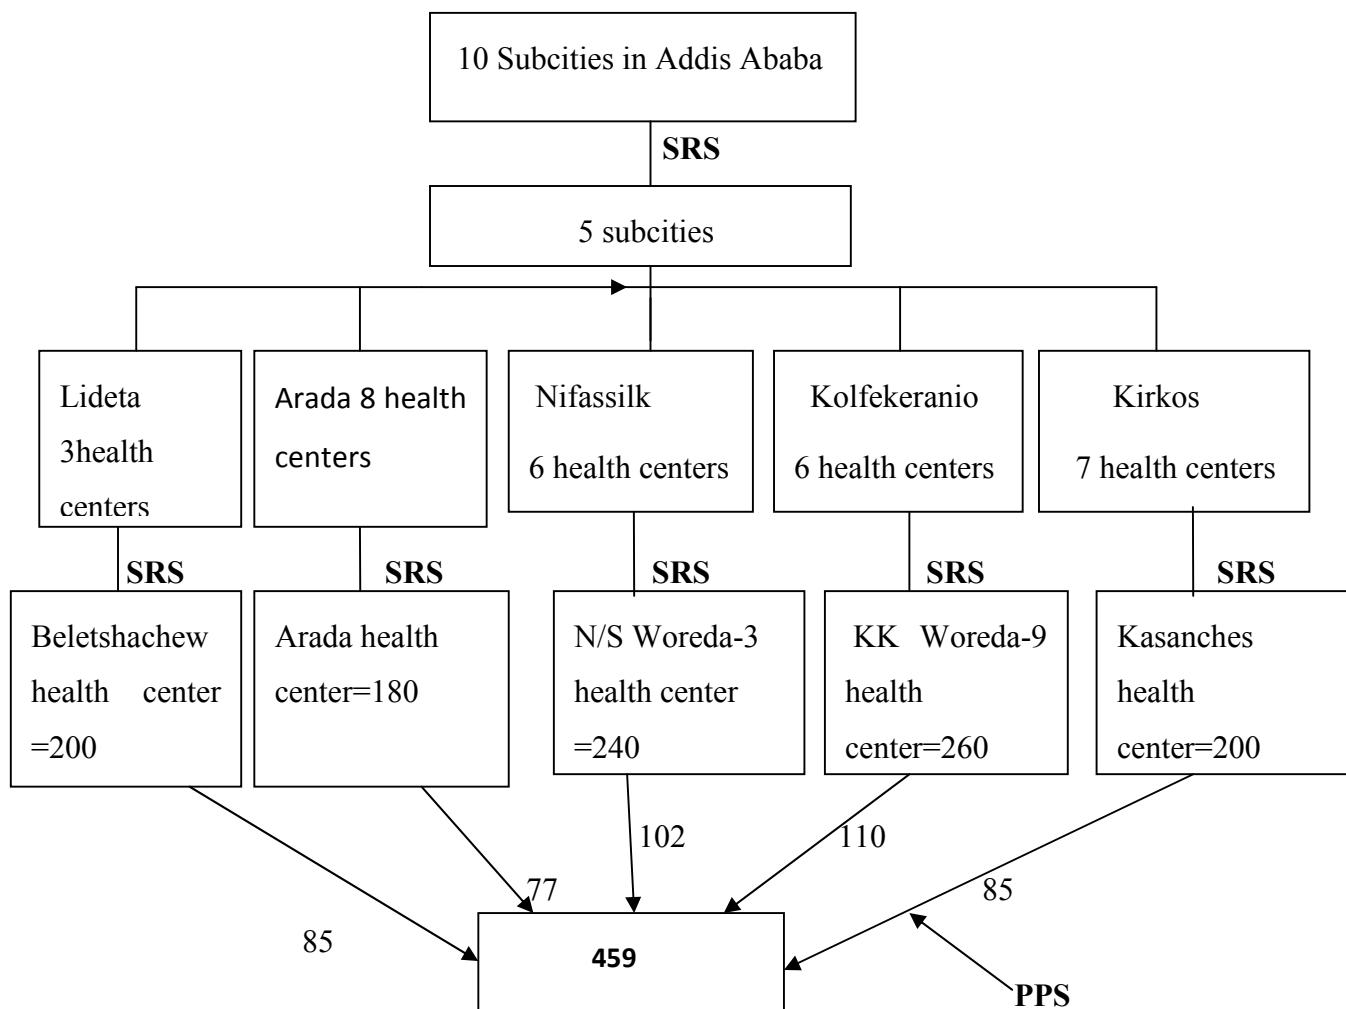 10 Subcities in Addis Ababa
SRS
5 subcities
Lideta
3health
centers
Arada 8 health
centers
Nifassilk
6 health centers
Kolfekeranio
6 health centers
Kirkos
7 health centers
SRS
SRS
SRS
SRS
SRS
Beletshachew
health center
=200
Arada health
center=180
N/S Woreda-3
health center
=240
KK Woreda-9
health
center=260
Kasanches
health
center=200
102
110
77
85
85
459
PPS